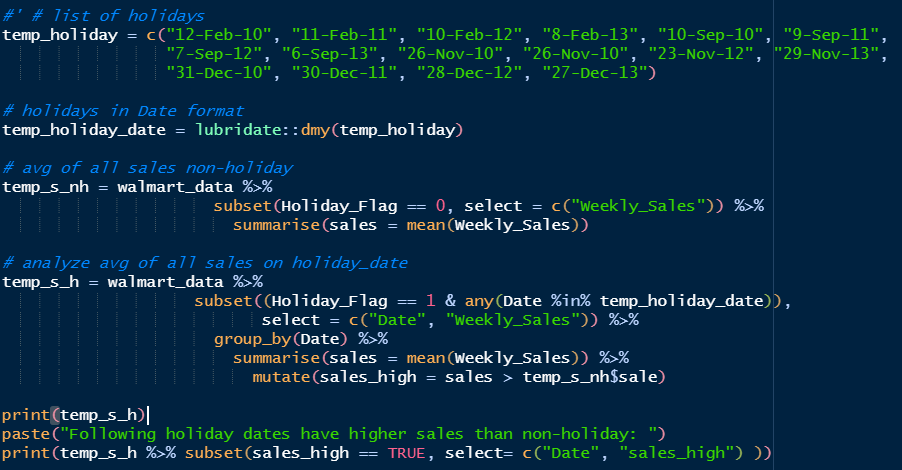 #' # list of holidays
temp_holiday = c("12-Feb-10", "11-Feb-11", "10-Feb-12", "8-Feb-13", "10-Sep-10", "9-Sep-11",
"7-Sep-12", "6-Sep-13", "26-Nov-10", "26-Nov-10", "23-Nov-12", "29-Nov-13",
"31-Dec-10", "30-Dec-11", "28-Dec-12", "27-Dec-13")
# holidays in Date format
temp_holiday_date = lubridate::dmy(temp_holiday)
# avg of all sales non-holiday
temp_s_nh = walmart_data %>%
subset(Holiday_Flag == 0, select = c("Weekly_Sales")) %>%
summarise(sales = mean(Weekly_Sales))
# analyze avg of all sales on holiday_date
temp_s_h = walmart_data %>%
subset((Holiday_Flag == 1 & any(Date %in% temp_holiday_date)),
select = c("Date", "Weekly_Sales")) %>%
group_by(Date) %>%
summarise(sales = mean(Weekly_Sales)) %>%
mutate(sales_high = sales > temp_s_nh$sale)
print(temp_s_h)
paste("Following holiday dates have higher sales than non-holiday: ")
print(temp_s_h %>% subset(sales_high == TRUE, select= c("Date", "sales_high") ))